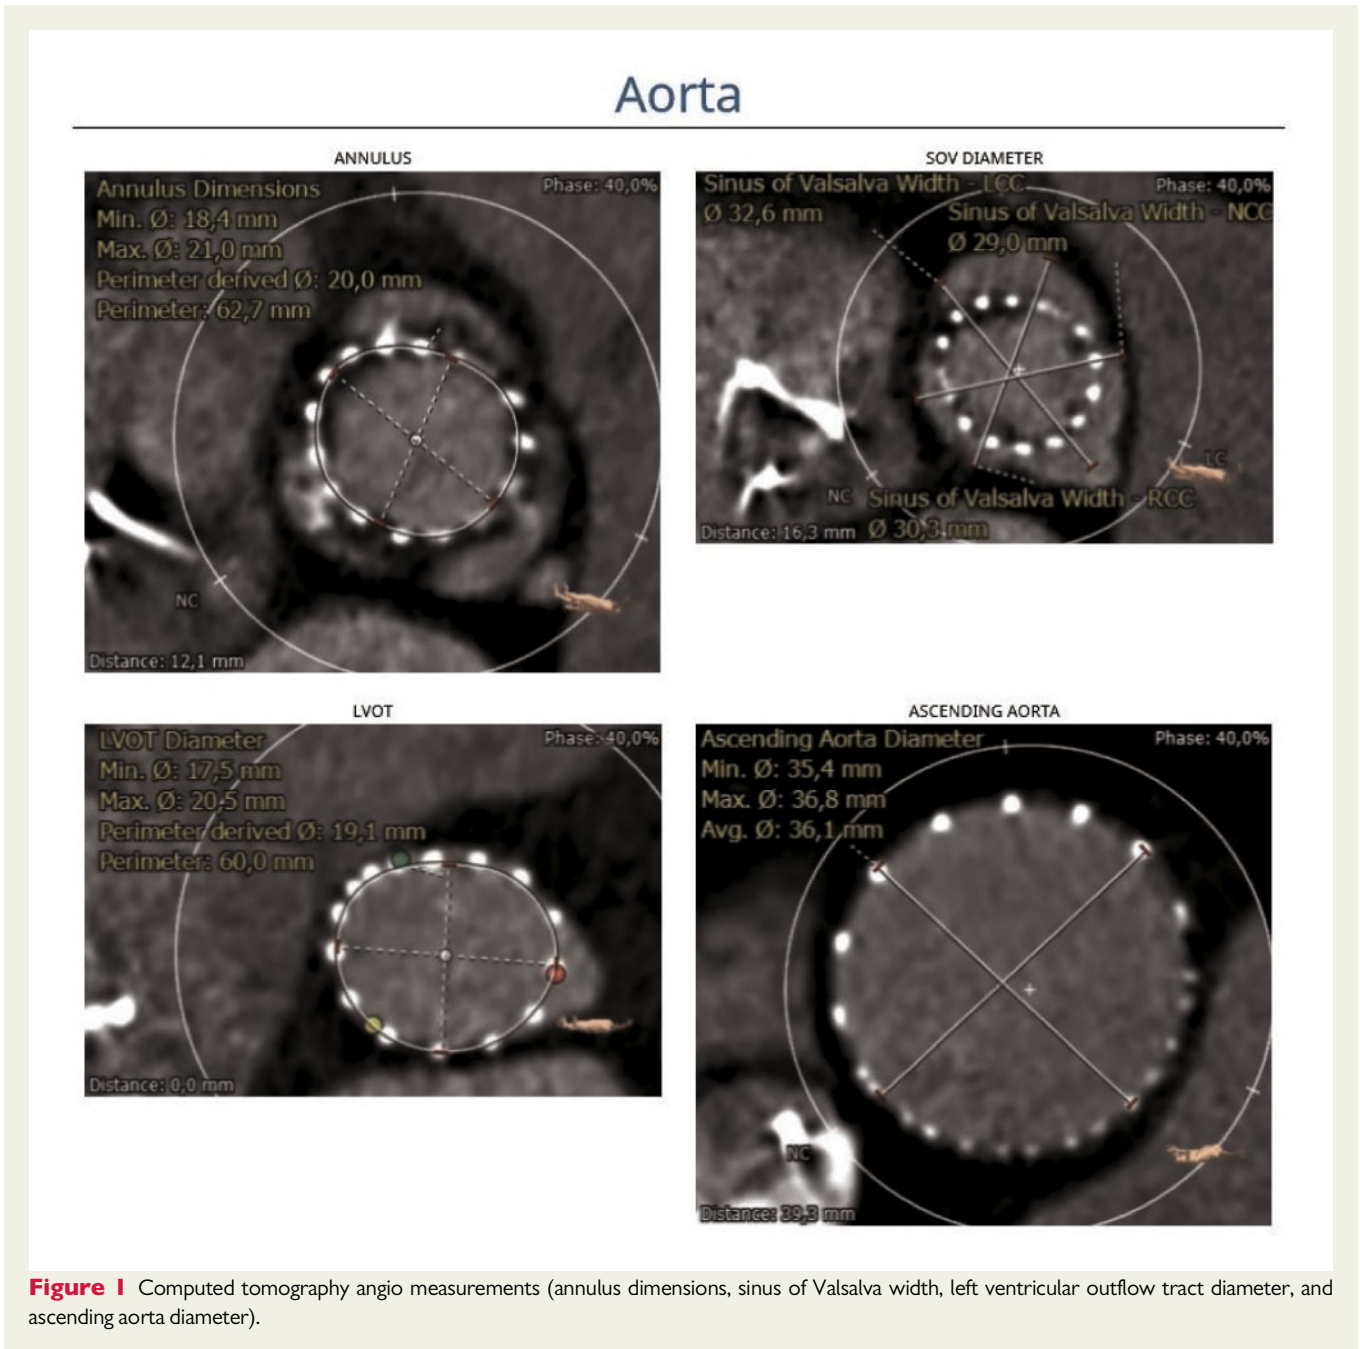 Aorta
ANNULUS
Annulus Dimensions
Phase: 40,0%
Min. Ø: 18,4 mm
Max. Ø: 21,0 mm
Perimeter derived Ø: 20,0 mm
Perimeter: 62,7 mm
NC
Distance: 12,1 mm
SOV DIAMETER
Sinus of Valsalva Width - LCC
Phase: 40,0%
Ø 32,6 mm
Sinus of Valsalva Width - NCC
Ø 29,0 mm
LC
NC
Sinus of Valsalva Width - RCC
Distance: 16,3 mm
Ø 30,3 mm
LVOT
LVOT Diameter
Phase: 40,0%
Min. Ø: 17,5 mm
Max. Ø: 20,5 mm
Perimeter derived Ø: 19,1 mm
Perimeter: 60,0 mm
Distance: 0,0 mm
ASCENDING AORTA
Ascending Aorta Diameter
Phase: 40,0%
Min. Ø: 35,4 mm
Max. Ø: 36,8 mm
Avg. Ø: 36,1 mm
NC
Distance: 39,3 mm
Figure 1 Computed tomography angio measurements (annulus dimensions, sinus of Valsalva width, left ventricular outflow tract diameter, and
ascending aorta diameter).